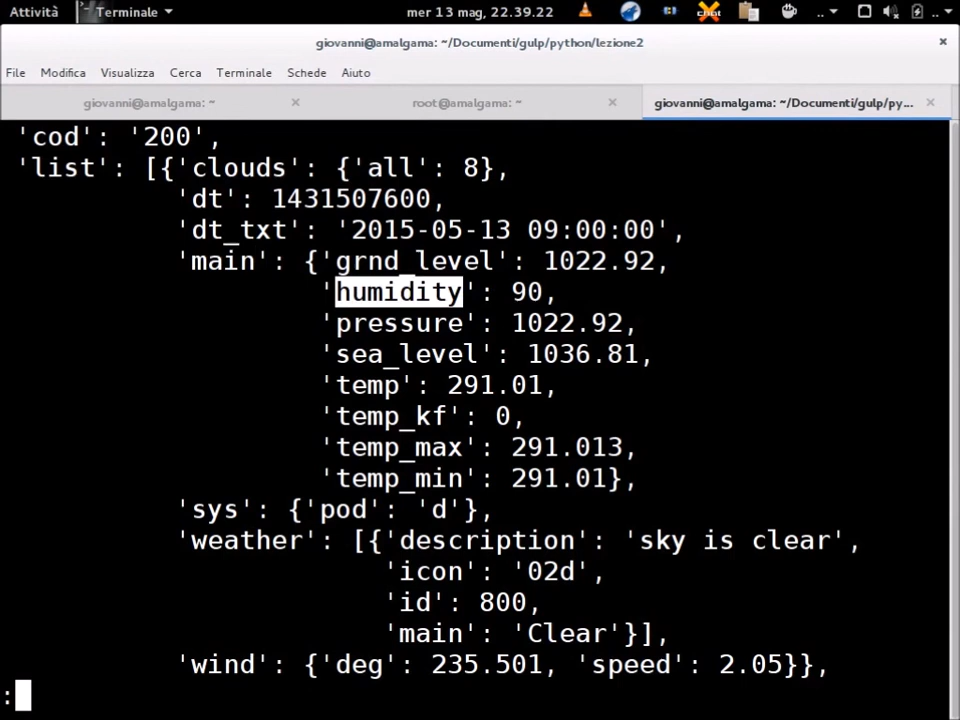 Attività Terminale mer 13 mag, 22.39.22
giovanni@amalgama: ~/Documenti/gulp/python/lezione2
File Modifica Visualizza Cerca Terminale Schede Aiuto
giovanni@amalgama: ~ root@amalgama: ~ giovanni@amalgama: ~/Documenti/gulp/py...
'cod': '200',
'list': [{'clouds': {'all': 8},
'dt': 1431507600,
'dt_txt': '2015-05-13 09:00:00',
'main': {'grnd_level': 1022.92,
'humidity': 90,
'pressure': 1022.92,
'sea_level': 1036.81,
'temp': 291.01,
'temp_kf': 0,
'temp_max': 291.013,
'temp_min': 291.01},
'sys': {'pod': 'd'},
'weather': [{'description': 'sky is clear',
'icon': '02d',
'id': 800,
'main': 'Clear'}],
'wind': {'deg': 235.501, 'speed': 2.05}},
: